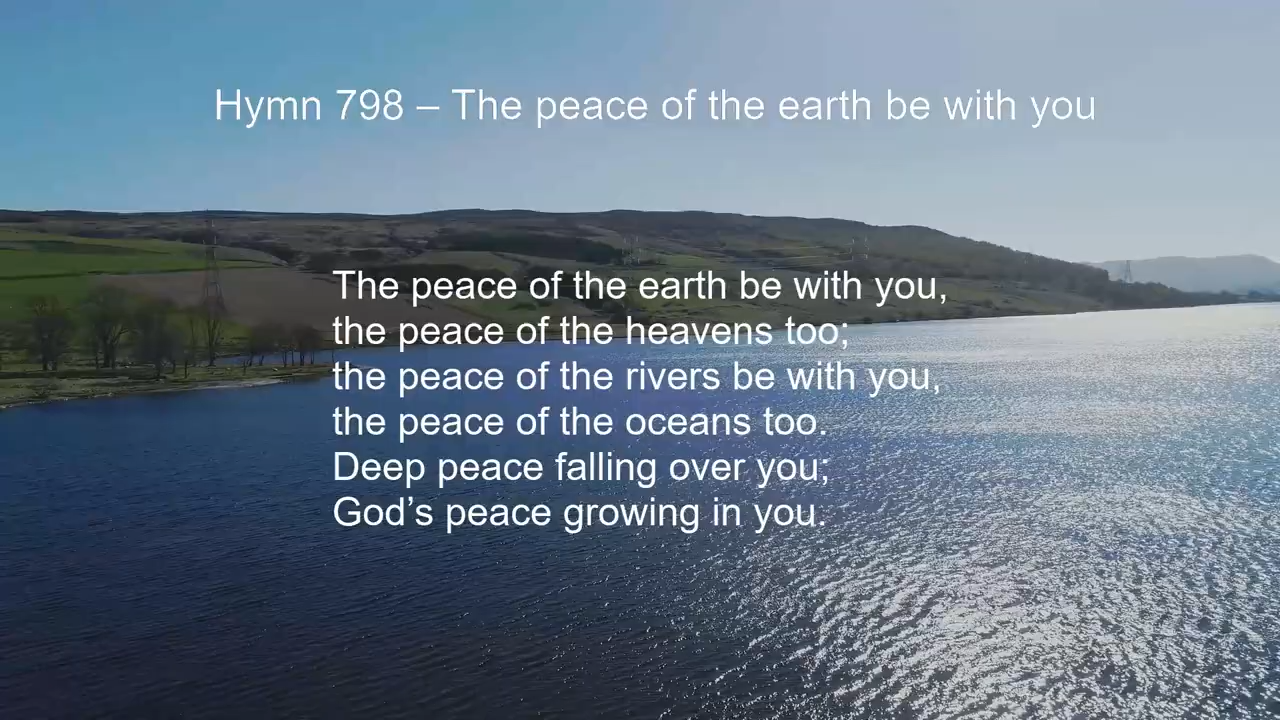 Hymn 798 – The peace of the earth be with you
The peace of the earth be with you,
the peace of the heavens too;
the peace of the rivers be with you,
the peace of the oceans too.
Deep peace falling over you;
God’s peace growing in you.